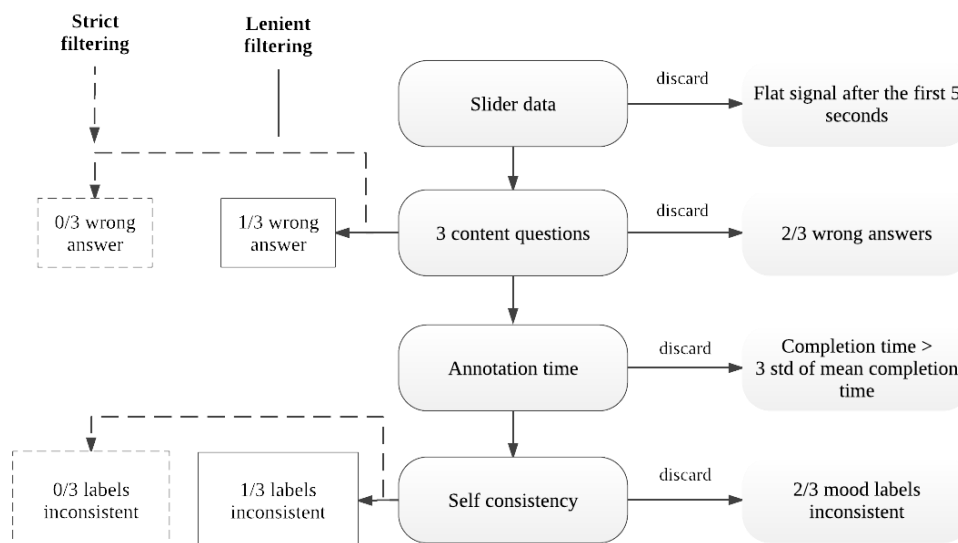 Strict
filtering
Lenient
filtering
Slider data
discard
Flat signal after the first 5
seconds
0/3 wrong
answer
1/3 wrong
answer
3 content questions
discard
2/3 wrong answers
Annotation time
discard
Completion time >
3 std of mean completion
time
0/3 labels
inconsistent
1/3 labels
inconsistent
Self consistency
discard
2/3 mood labels
inconsistent